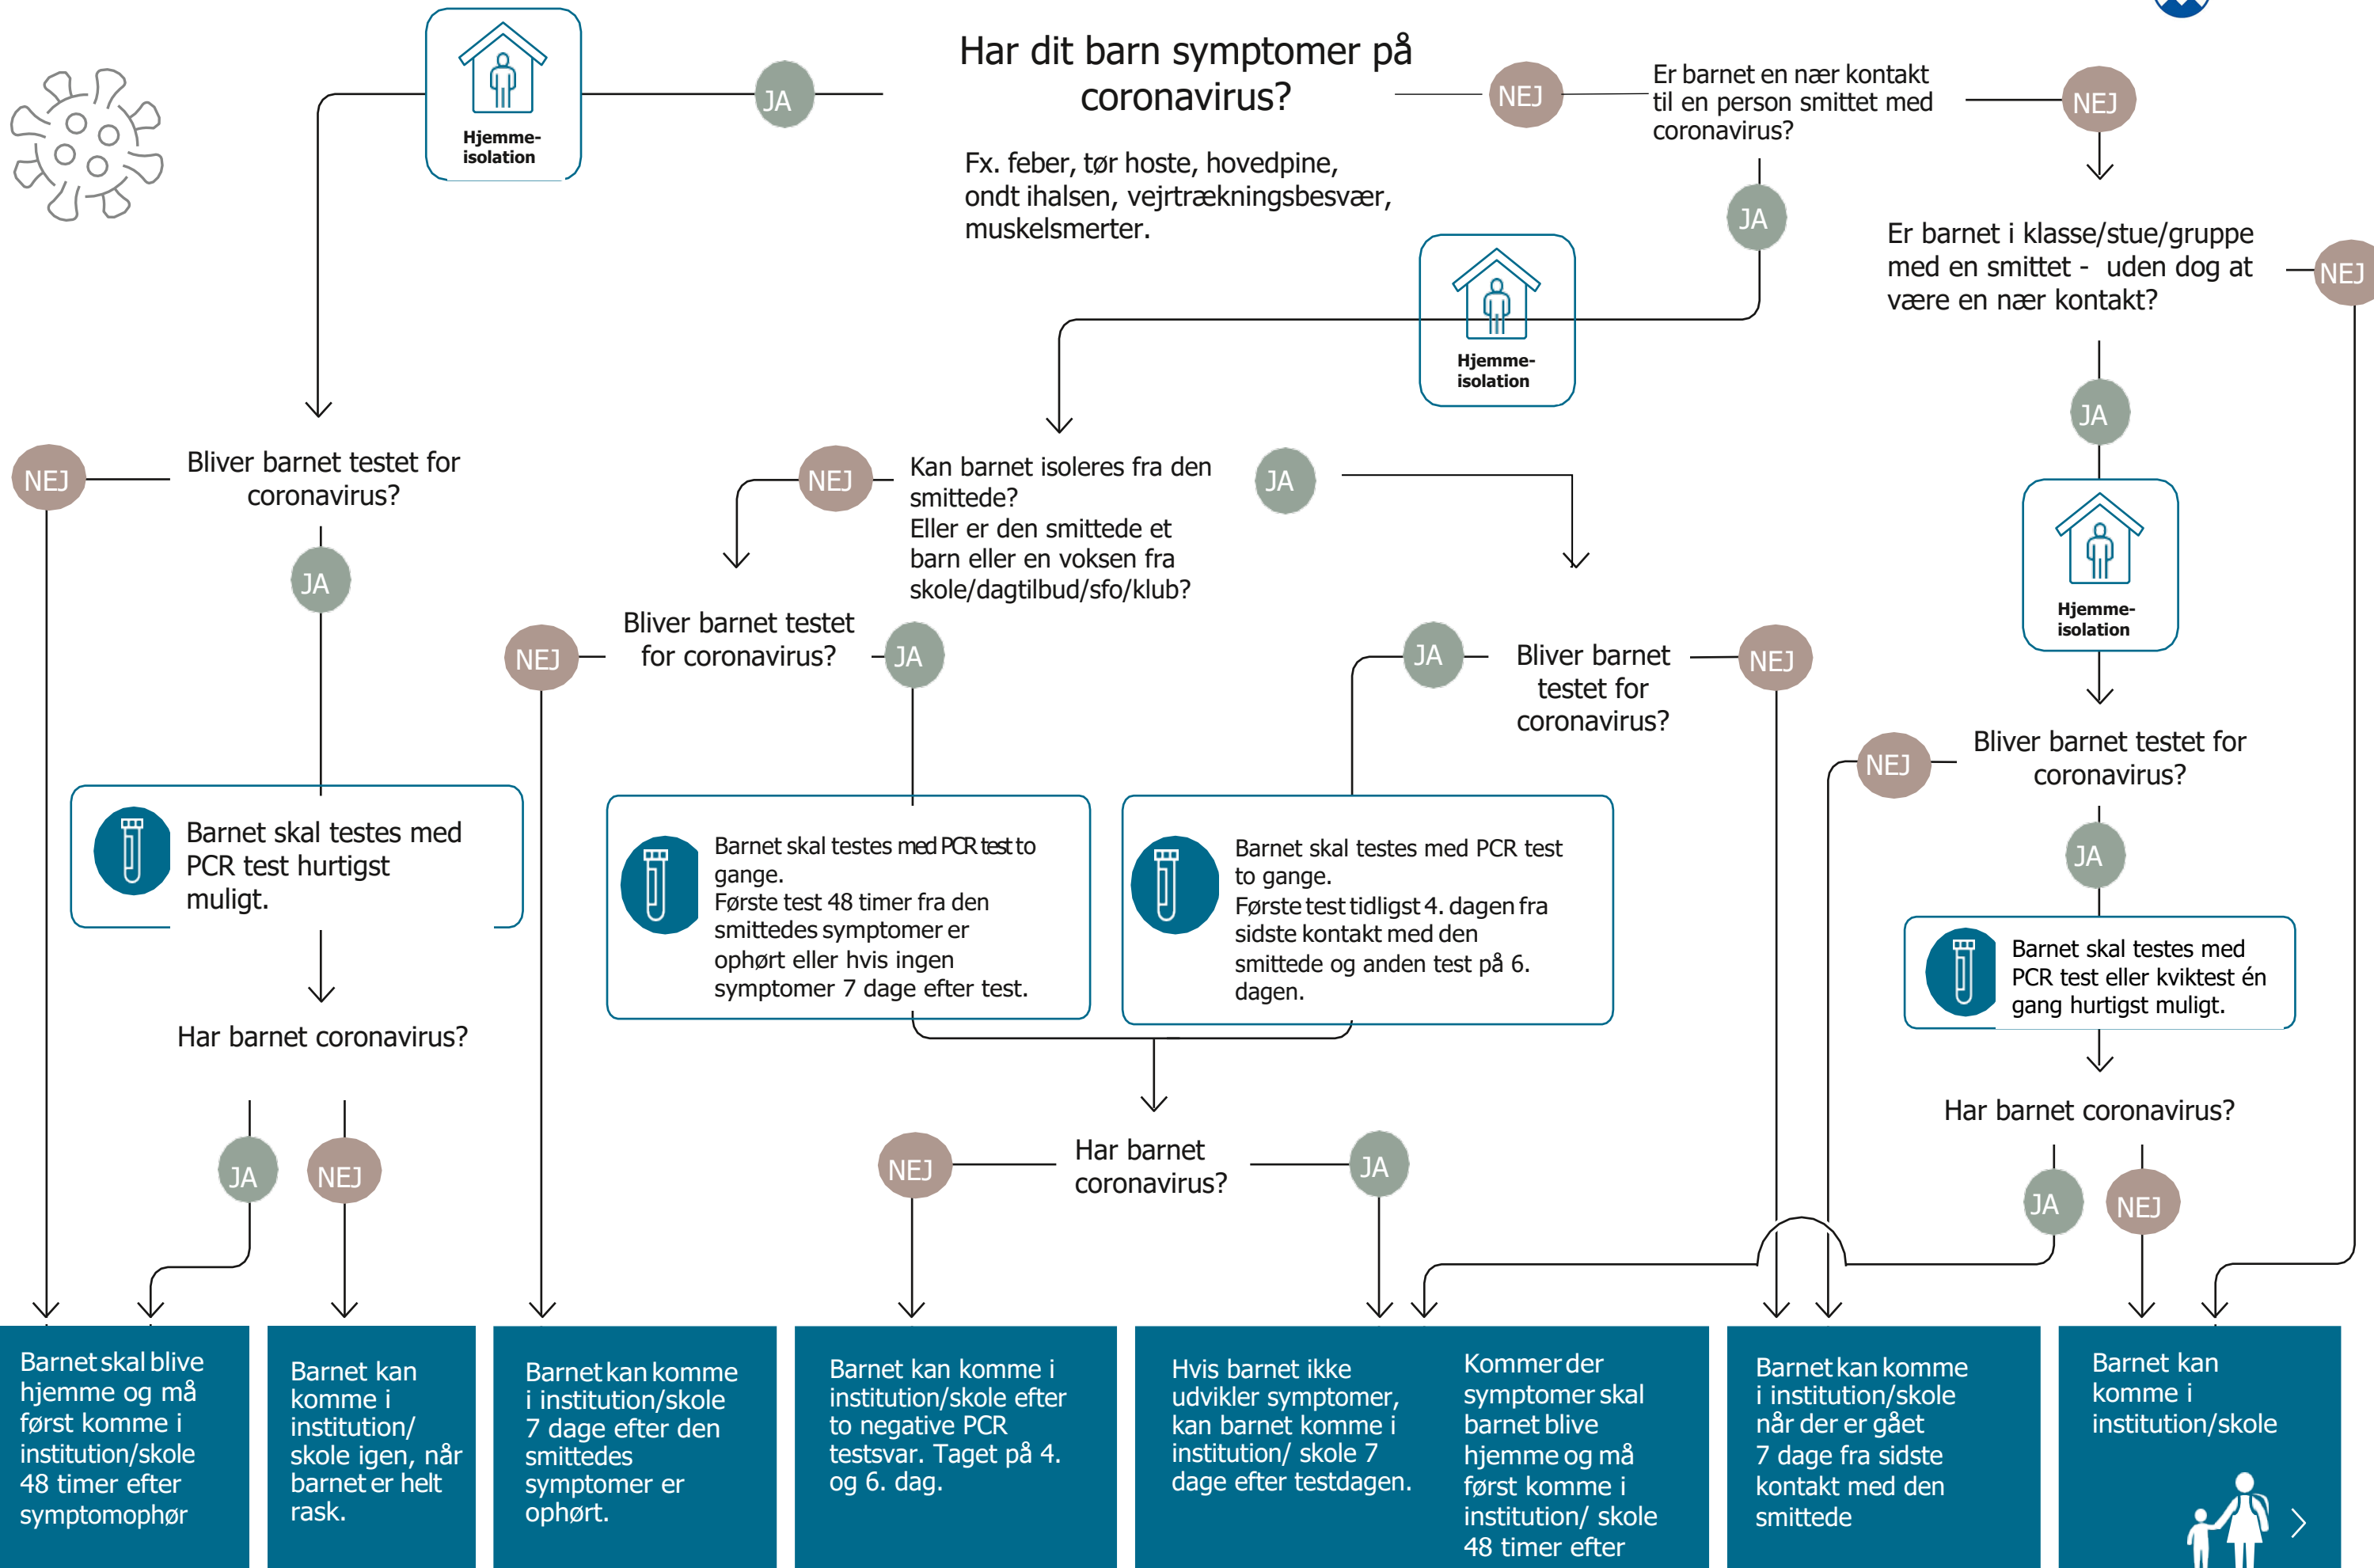 Har dit barn symptomer på
coronavirus?
Fx. feber, tør hoste, hovedpine,
ondt ihalsen, vejrtrækningsbesvær,
muskelsmerter.
JA
Hjemme-
isolation
NEJ
Er barnet en nær kontakt
til en person smittet med
coronavirus?
NEJ
JA
Hjemme-
isolation
Er barnet i klasse/stue/gruppe
med en smittet - uden dog at
være en nær kontakt?
NEJ
JA
Hjemme-
isolation
NEJ
Bliver barnet testet for
coronavirus?
JA
NEJ
Kan barnet isoleres fra den
smittede?
Eller er den smittede et
barn eller en voksen fra
skole/dagtilbud/sfo/klub?
JA
NEJ
Bliver barnet testet
for coronavirus?
JA
JA
Bliver barnet
testet for
coronavirus?
NEJ
NEJ
Bliver barnet testet for
coronavirus?
JA
Barnet skal testes med
PCR test hurtigst
muligt.
Barnet skal testes med PCR test to
gange.
Første test 48 timer fra den
smittedes symptomer er
ophørt eller hvis ingen
symptomer 7 dage efter test.
Barnet skal testes med PCR test
to gange.
Første test tidligst 4. dagen fra
sidste kontakt med den
smittede og anden test på 6.
dagen.
Barnet skal testes med
PCR test eller kviktest én
gang hurtigst muligt.
Har barnet coronavirus?
JA
NEJ
NEJ
Har barnet
coronavirus?
JA
Har barnet coronavirus?
JA
NEJ
Barnet skal blive
hjemme og må
først komme i
institution/skole
48 timer efter
symptomophør
Barnet kan
komme i
institution/
skole igen, når
barnet er helt
rask.
Barnet kan komme
i institution/skole
7 dage efter den
smittedes
symptomer er
ophørt.
Barnet kan komme i
institution/skole efter
to negative PCR
testsvar. Taget på 4.
og 6. dag.
Hvis barnet ikke
udvikler symptomer,
kan barnet komme i
institution/ skole 7
dage efter testdagen.
Kommer der
symptomer skal
barnet blive
hjemme og må
først komme i
institution/ skole
48 timer efter
Barnet kan komme
i institution/skole
når der er gået
7 dage fra sidste
kontakt med den
smittede
Barnet kan
komme i
institution/skole